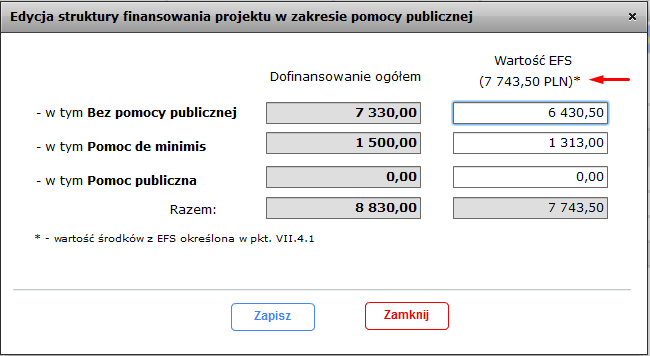 Edycja struktury finansowania projektu w zakresie pomocy publicznej ×
Dofinansowanie ogółem
Wartość EFS
(7 743,50 PLN)*
- w tym Bez pomocy publicznej 7 330,00 6 430,50
- w tym Pomoc de minimis 1 500,00 1 313,00
- w tym Pomoc publiczna 0,00 0,00
Razem: 8 830,00 7 743,50
* - wartość środków z EFS określona w pkt. VII.4.1
Zapisz Zamknij